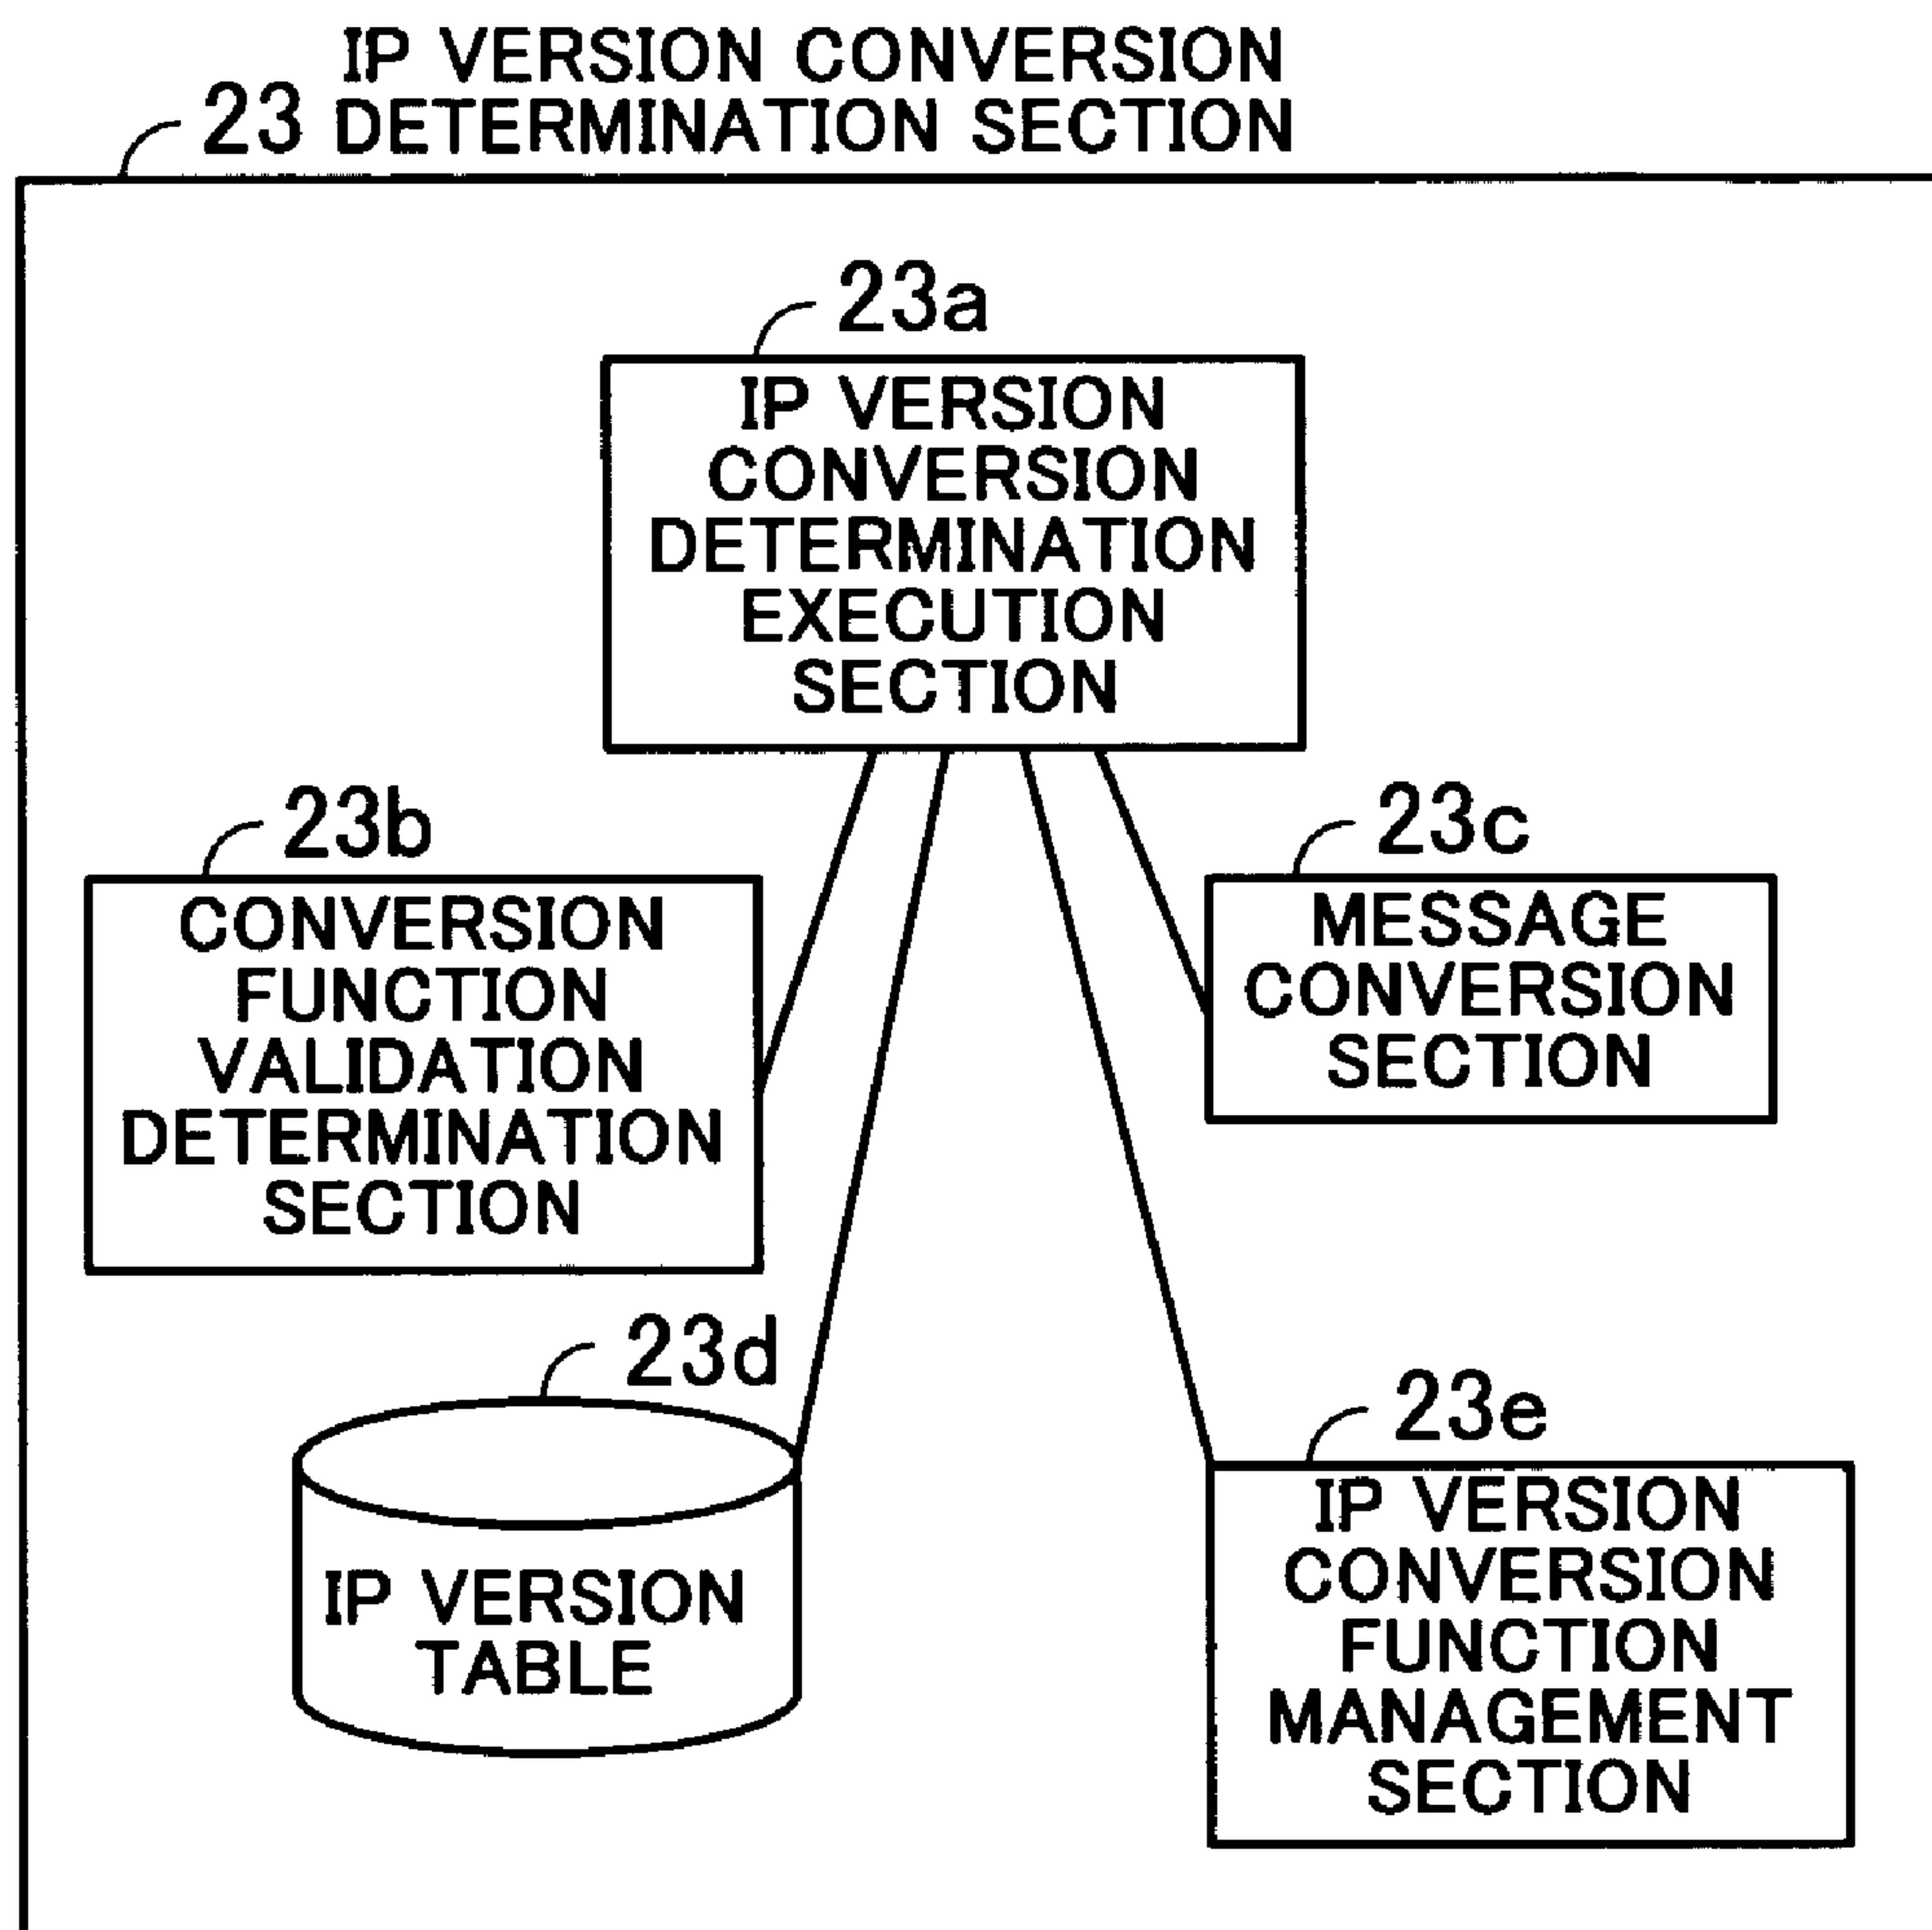 IP VERSION CONVERSION
23 DETERMINATION SECTION
23a
IP VERSION
CONVERSION
DETERMINATION
EXECUTION
SECTION
23b
CONVERSION
FUNCTION
VALIDATION
DETERMINATION
SECTION
23c
MESSAGE
CONVERSION
SECTION
23d
IP VERSION
TABLE
23e
IP VERSION
CONVERSION
FUNCTION
MANAGEMENT
SECTION